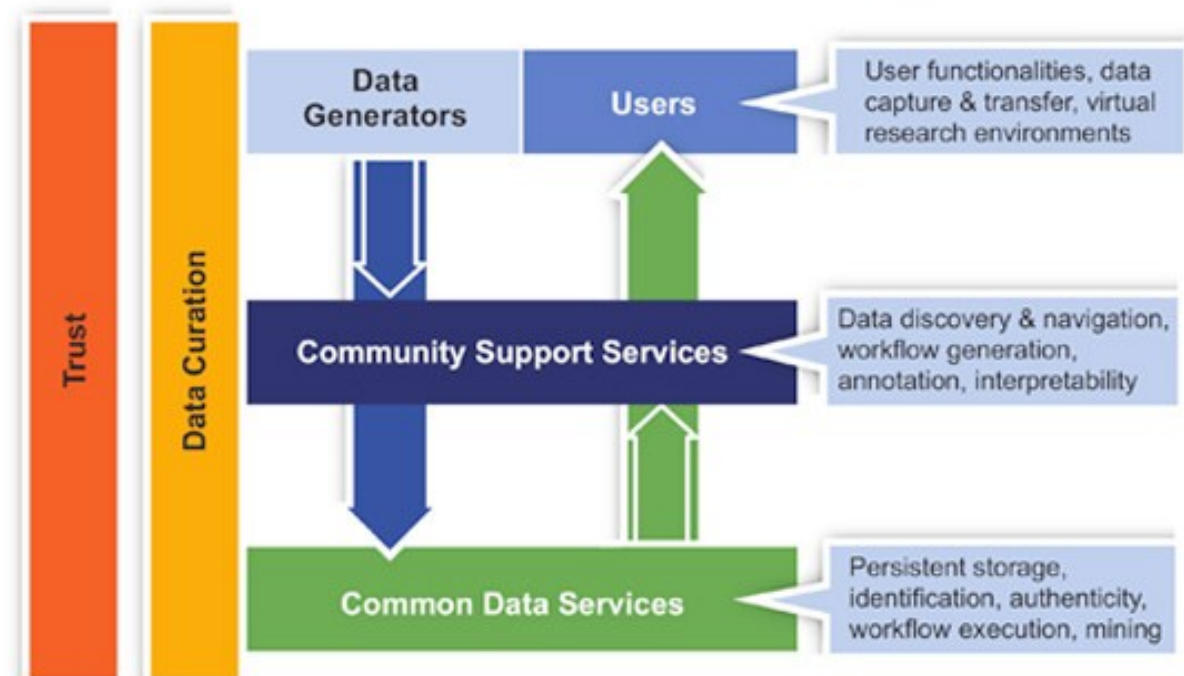 Trust
Data Curation
Data
Generators
Users
User functionalities, data
capture & transfer, virtual
research environments
Community Support Services
Data discovery & navigation,
workflow generation,
annotation, interpretability
Common Data Services
Persistent storage,
identification, authenticity,
workflow execution, mining